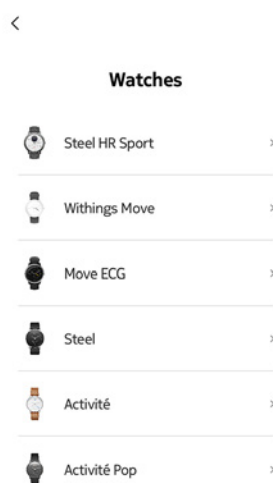 Watches
Steel HR Sport
Withings Move
Move ECG
Steel
Activité
Activité Pop